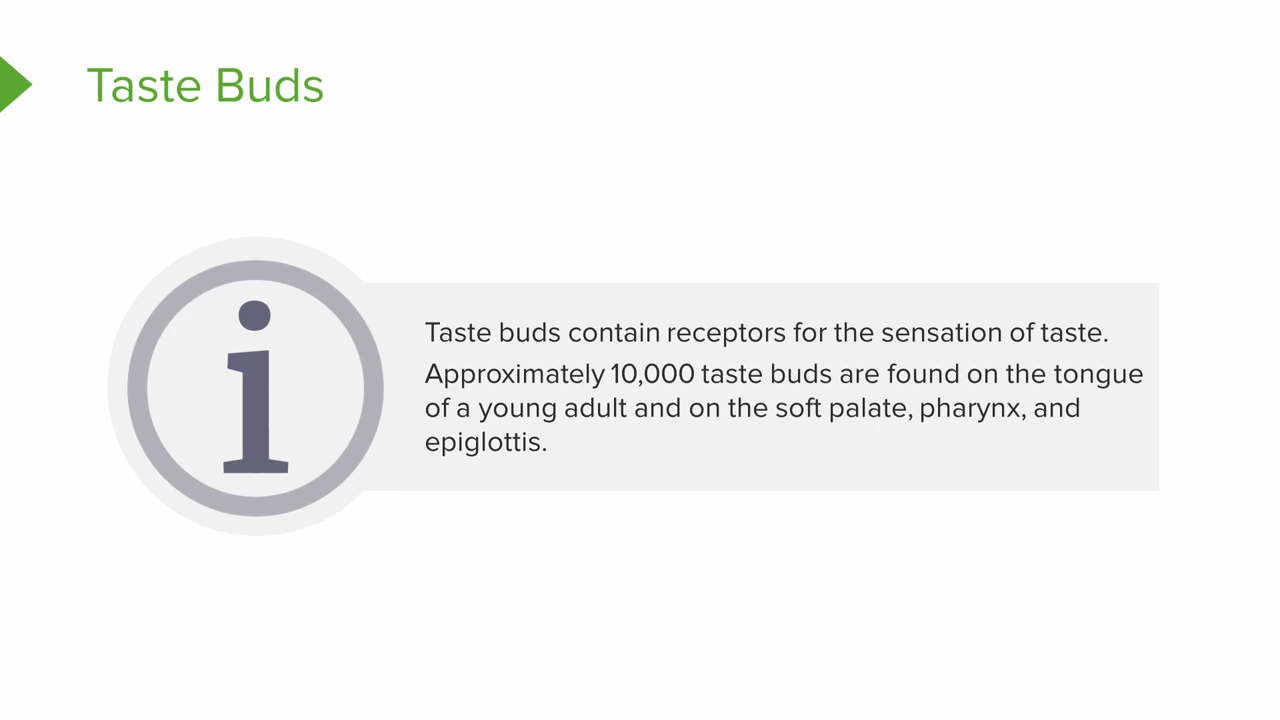 Taste Buds
i
Taste buds contain receptors for the sensation of taste.
Approximately 10,000 taste buds are found on the tongue
of a young adult and on the soft palate, pharynx, and
epiglottis.